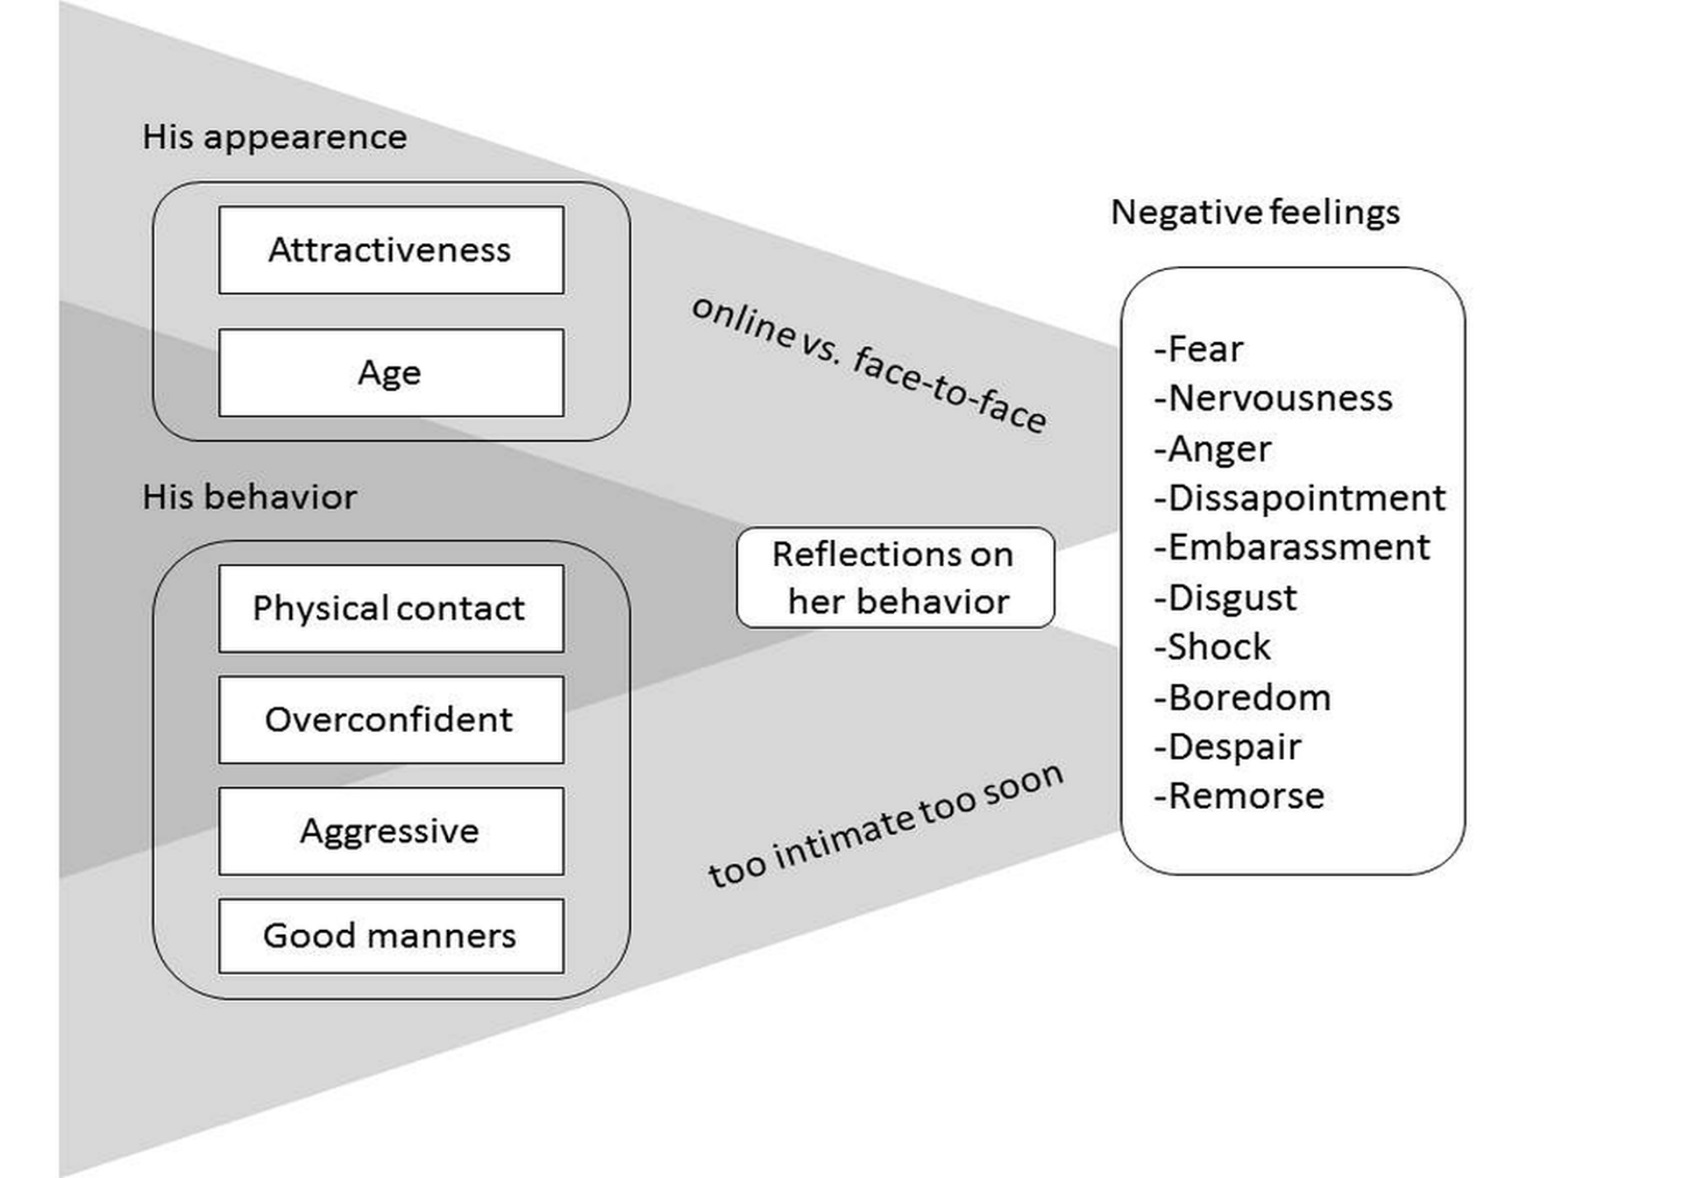 His appearence
Attractiveness
Age
His behavior
Physical contact
Overconfident
Aggressive
Good manners
online vs. face-to-face
Reflections on
her behavior
too intimate too soon
Negative feelings
-Fear
-Nervousness
-Anger
-Dissapointment
-Embarassment
-Disgust
-Shock
-Boredom
-Despair
-Remorse